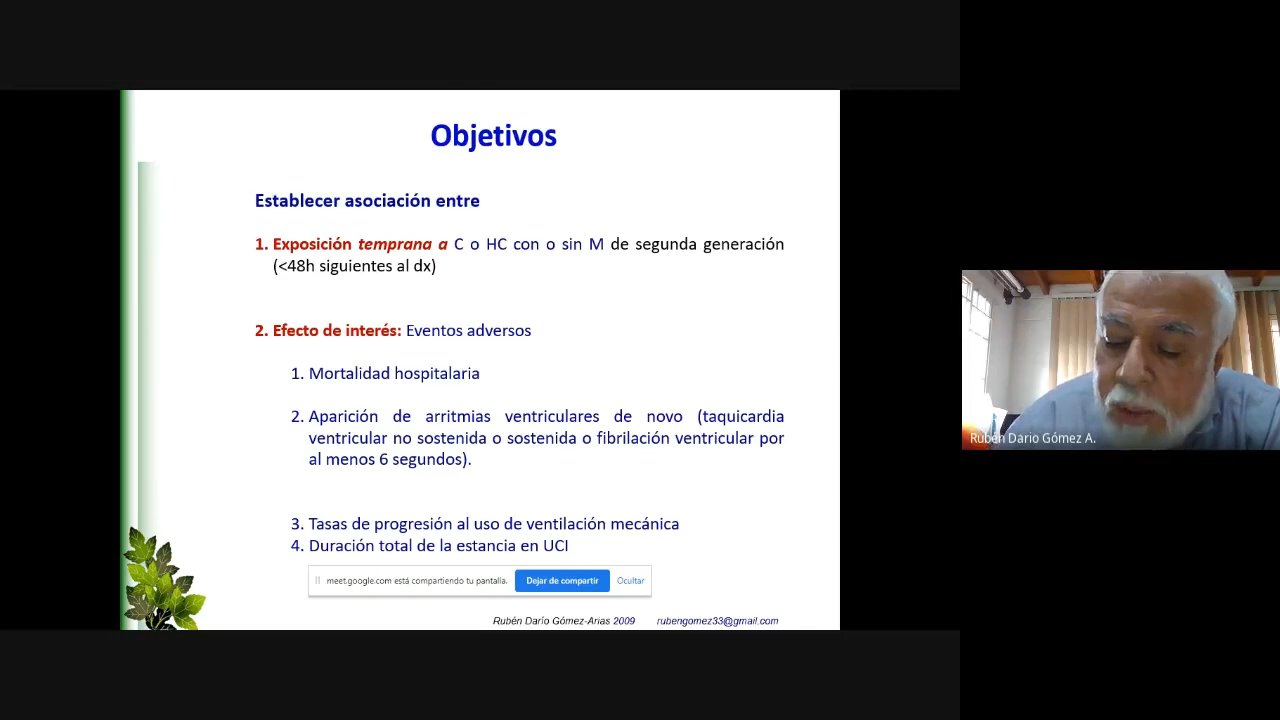 Objetivos
Establecer asociación entre
1. Exposición temprana a C o HC con o sin M de segunda generación
(<48h siguientes al dx)
2. Efecto de interés: Eventos adversos
1. Mortalidad hospitalaria
2. Aparición de arritmias ventriculares de novo (taquicardia
ventricular no sostenida o sostenida o fibrilación ventricular por
al menos 6 segundos).
3. Tasas de progresión al uso de ventilación mecánica
4. Duración total de la estancia en UCI
meet.google.com está compartiendo tu pantalla. Dejar de compartir Ocultar
Rubén Darío Gómez-Arias 2009 rubengomez33@gmail.com
Rubén Dario Gómez A.